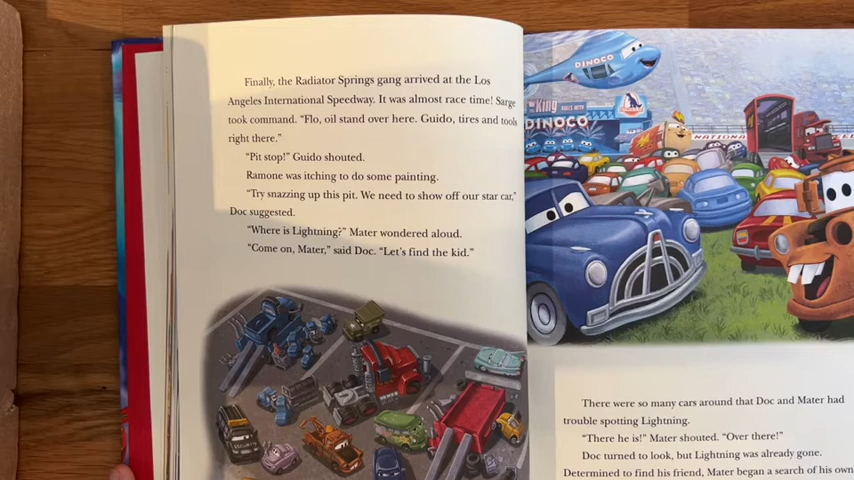 Finally, the Radiator Springs gang arrived at the Los
Angeles International Speedway. It was almost race time! Sarge
took command. “Flo, oil stand over here. Guido, tires and tools
right there.”
“Pit stop!” Guido shouted.
Ramone was itching to do some painting.
“Try snazzing up this pit. We need to show off our star car,”
Doc suggested.
“Where is Lightning?” Mater wondered aloud.
“Come on, Mater,” said Doc. “Let’s find the kid.”
DINOCO
The King
DINOCO
NATIONAL
There were so many cars around that Doc and Mater had
trouble spotting Lightning.
“There he is!” Mater shouted. “Over there!”
Doc turned to look, but Lightning was already gone.
Determined to find his friend, Mater began a search of his own